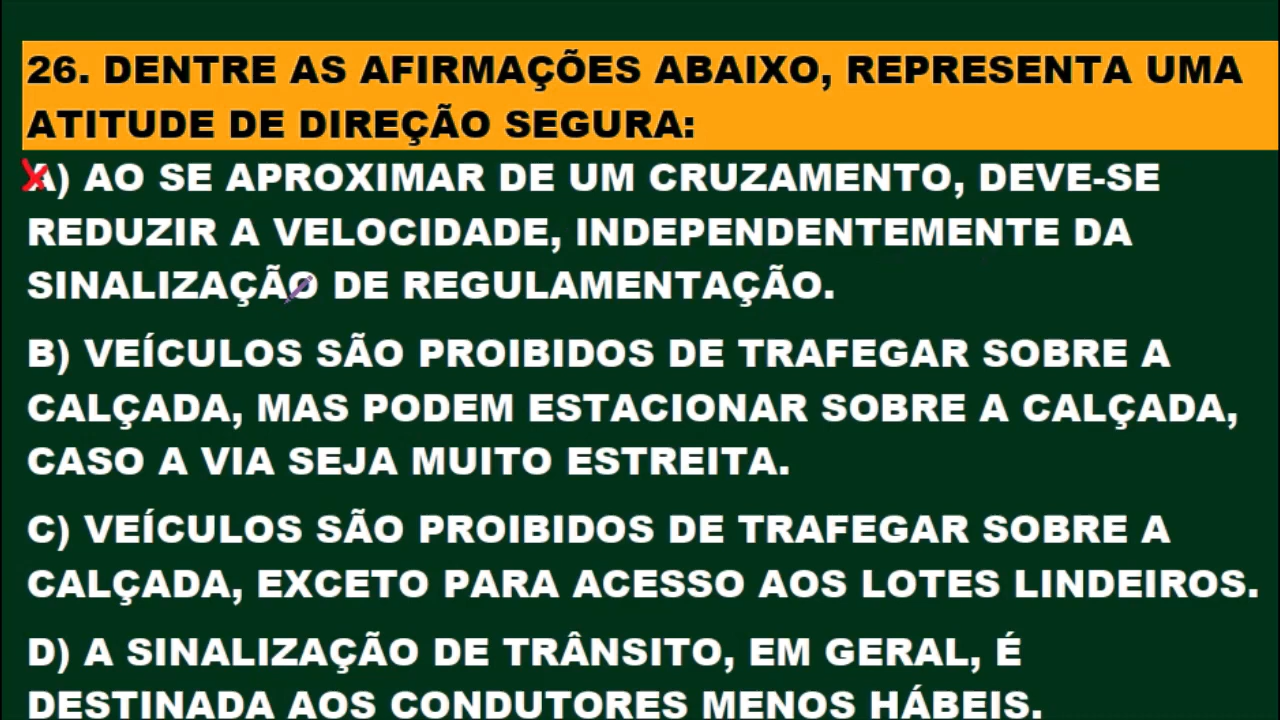 26. DENTRE AS AFIRMAÇÕES ABAIXO, REPRESENTA UMA
ATITUDE DE DIREÇÃO SEGURA:
A) AO SE APROXIMAR DE UM CRUZAMENTO, DEVE-SE
REDUZIR A VELOCIDADE, INDEPENDENTEMENTE DA
SINALIZAÇÃO DE REGULAMENTAÇÃO.
B) VEÍCULOS SÃO PROIBIDOS DE TRAFEGAR SOBRE A
CALÇADA, MAS PODEM ESTACIONAR SOBRE A CALÇADA,
CASO A VIA SEJA MUITO ESTREITA.
C) VEÍCULOS SÃO PROIBIDOS DE TRAFEGAR SOBRE A
CALÇADA, EXCETO PARA ACESSO AOS LOTES LINDEIROS.
D) A SINALIZAÇÃO DE TRÂNSITO, EM GERAL, É
DESTINADA AOS CONDUTORES MENOS HÁBEIS.